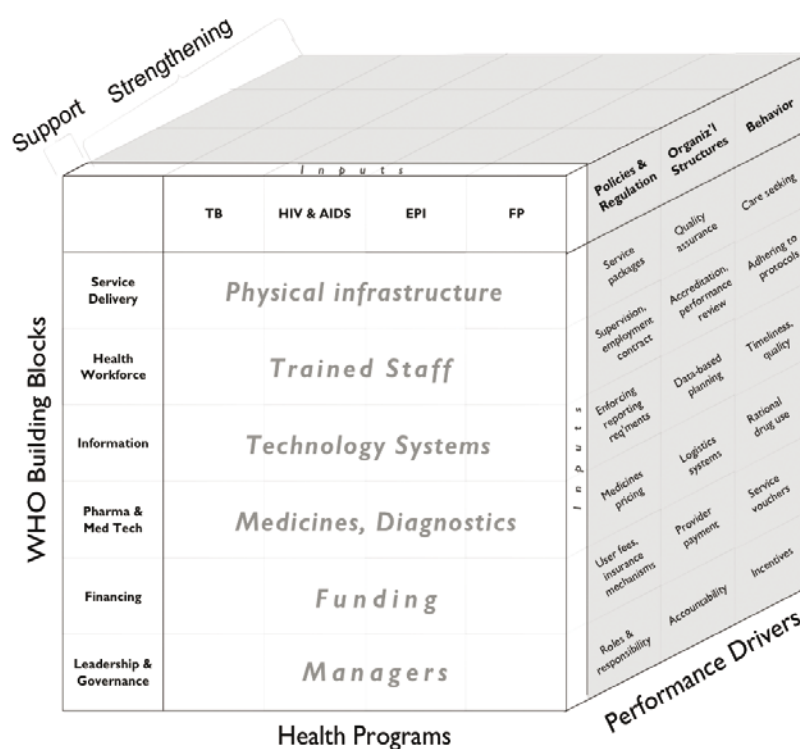 Support
Strengthening
Inputs
TB
HIV & AIDS
EPI
FP
Policies &
Regulation
Organiz'l
Structures
Behavior
WHO Building Blocks
Service
Delivery
Physical infrastructure
Service
packages
Quality
assurance
Care seeking
Health
Workforce
Trained Staff
Supervision,
employment
contract
Accreditation,
performance
review
Adhering to
protocols
Information
Technology Systems
Inputs
Enforcing
reporting
req'ments
Data-based
planning
Timeliness,
quality
Pharma &
Med Tech
Medicines, Diagnostics
Medicines
pricing
Logistics
systems
Rational
drug use
Financing
Funding
User fees,
insurance
mechanisms
Provider
payment
Service
vouchers
Leadership &
Governance
Managers
Roles &
responsibility
Accountability
Incentives
Health Programs
Performance Drivers